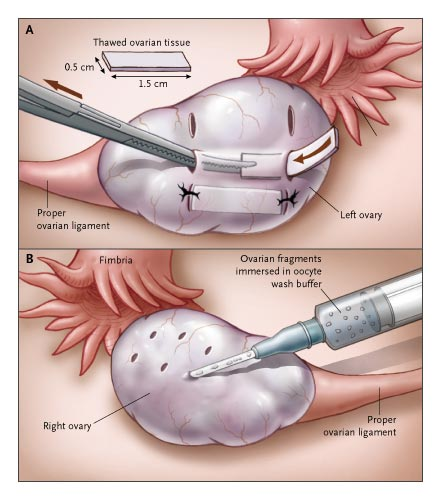 A
Thawed ovarian tissue
0.5 cm
1.5 cm
Proper
ovarian ligament
Left ovary
B
Fimbria
Ovarian fragments
immersed in oocyte
wash buffer
Right ovary
Proper
ovarian ligament